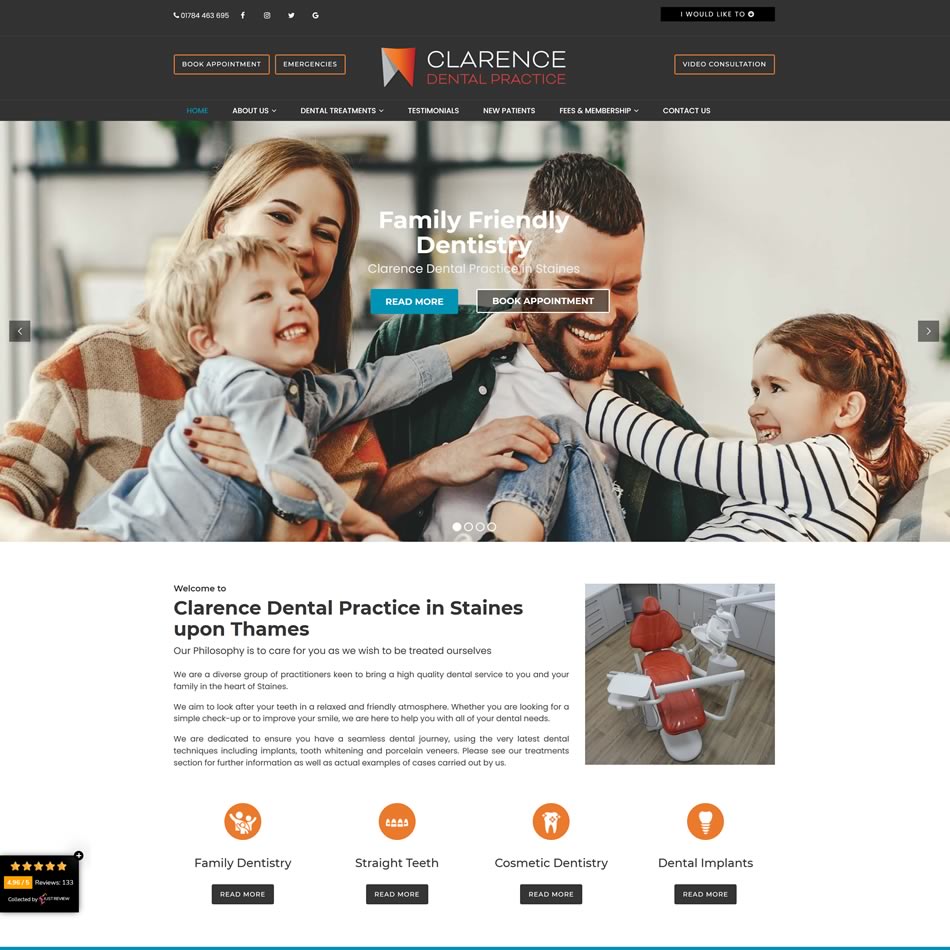 01784 463 695
I WOULD LIKE TO
BOOK APPOINTMENT
EMERGENCIES
CLARENCE
DENTAL PRACTICE
VIDEO CONSULTATION
HOME
ABOUT US
DENTAL TREATMENTS
TESTIMONIALS
NEW PATIENTS
FEES & MEMBERSHIP
CONTACT US
Family Friendly
Dentistry
Clarence Dental Practice in Staines
READ MORE
BOOK APPOINTMENT
Welcome to
Clarence Dental Practice in Staines
upon Thames
Our Philosophy is to care for you as we wish to be treated ourselves
We are a diverse group of practitioners keen to bring a high quality dental service to you and your
family in the heart of Staines.
We aim to look after your teeth in a relaxed and friendly atmosphere. Whether you are looking for a
simple check-up or to improve your smile, we are here to help you with all of your dental needs.
We are dedicated to ensure you have a seamless dental journey, using the very latest dental
techniques including implants, tooth whitening and porcelain veneers. Please see our treatments
section for further information as well as actual examples of cases carried out by us.
Family Dentistry
Straight Teeth
Cosmetic Dentistry
Dental Implants
READ MORE
READ MORE
READ MORE
READ MORE
4.96 / 5
Reviews: 133
Collected by JUST REVIEW